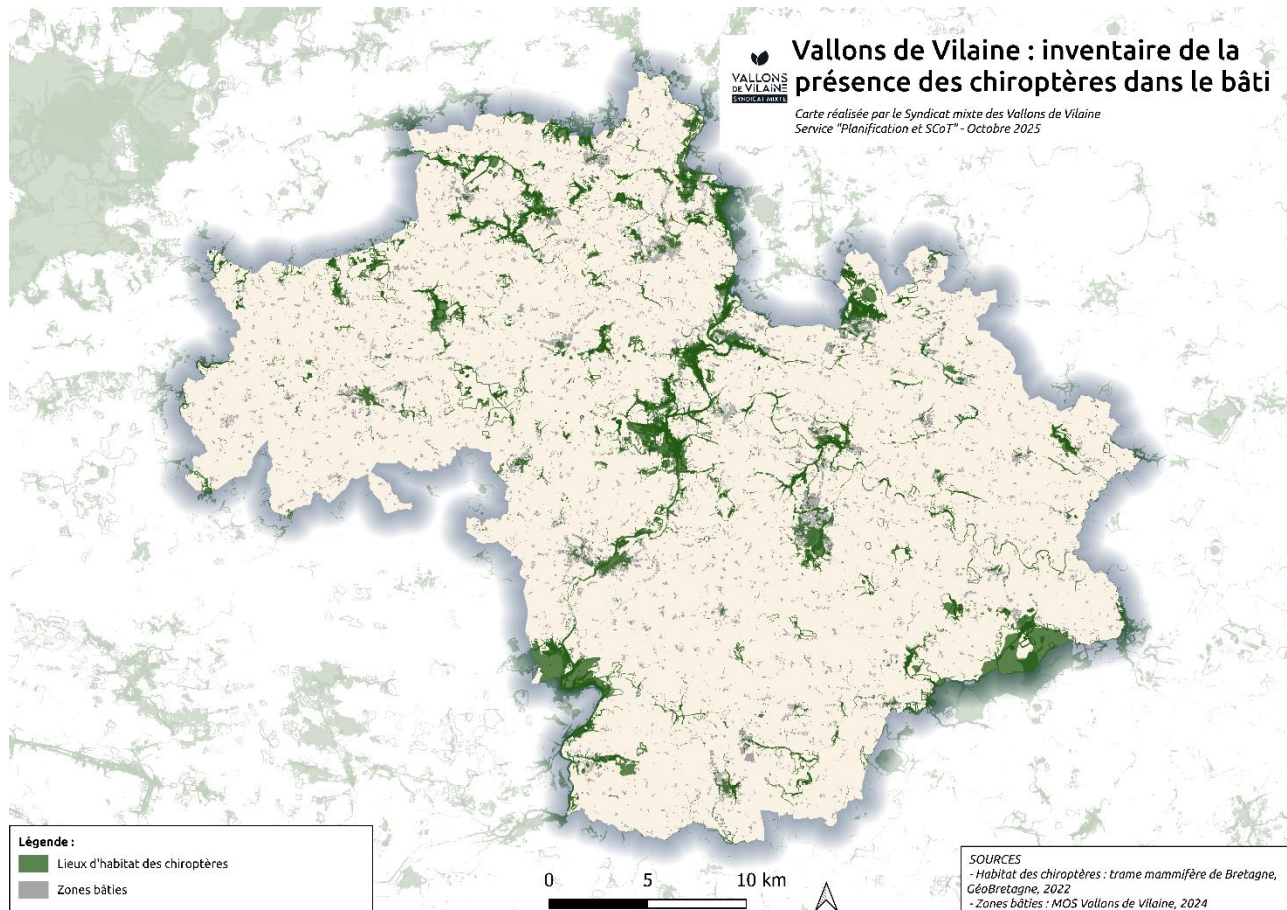 Vallons de Vilaine : inventaire de la
présence des chiroptères dans le bâti
VALLONS
DE VILAINE
SYNDICAT MIXTE
Carte réalisée par le Syndicat mixte des Vallons de Vilaine
Service "Planification et SCoT" - Octobre 2025
Légende :
Lieux d'habitat des chiroptères
Zones bâties
0 5 10 km
SOURCES
- Habitat des chiroptères : trame mammifère de Bretagne,
GéoBretagne, 2022
- Zones bâties : MOS Vallons de Vilaine, 2024